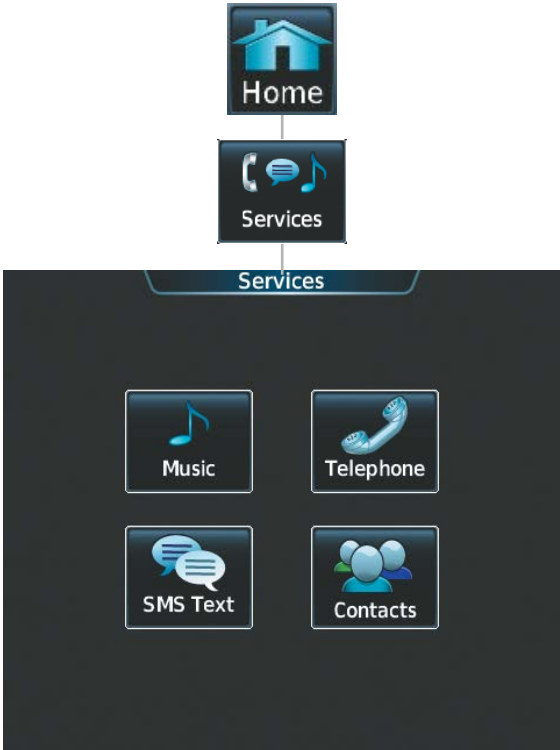 Home
Services
Services
Music
Telephone
SMS Text
Contacts